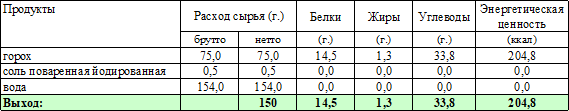 Продукты Расход сырья (г.) Белки Жиры Углеводы Энергетическая ценность
брутто нетто (г.) (г.) (г.) (ккал)
горох 75,0 75,0 14,5 1,3 33,8 204,8
соль поваренная йодированная 0,5 0,5 0,0 0,0 0,0 0,0
вода 154,0 154,0 0,0 0,0 0,0 0,0
Выход: 150 14,5 1,3 33,8 204,8